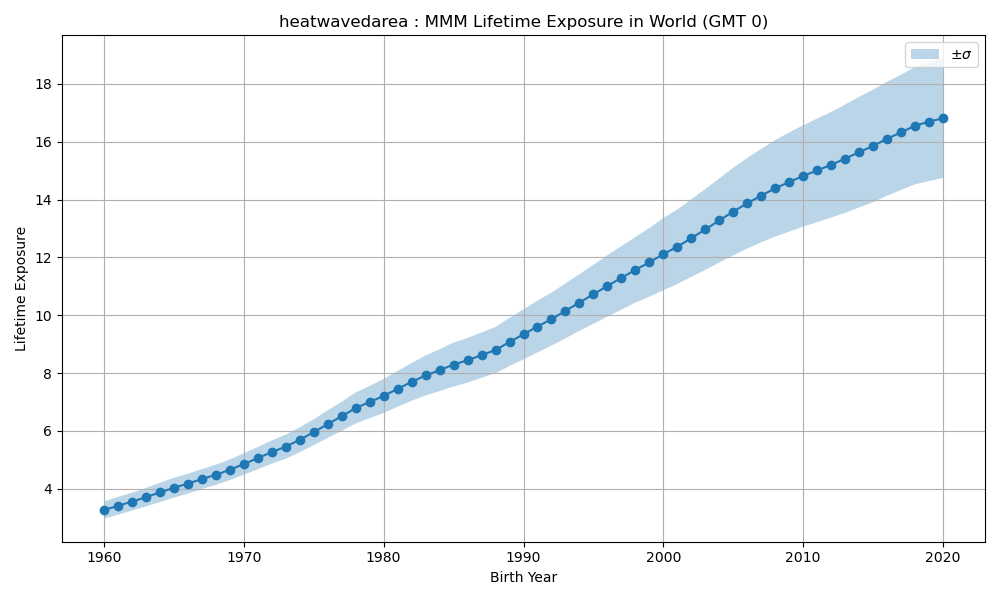 heatwavedarea : MMM Lifetime Exposure in World (GMT 0)
±σ
Lifetime Exposure
18
16
14
12
10
8
6
4
1960 1970 1980 1990 2000 2010 2020
Birth Year